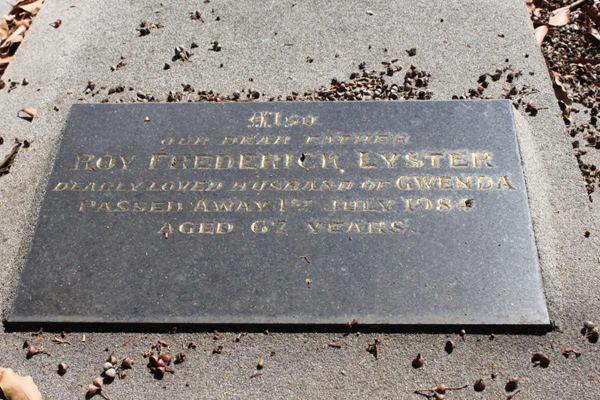 Also
OUR DEAR FATHER
ROY FREDERICK LYSTER
DEARLY LOVED HUSBAND OF GWENDA
PASSED AWAY 1ST JULY 1984
AGED 67 YEARS.